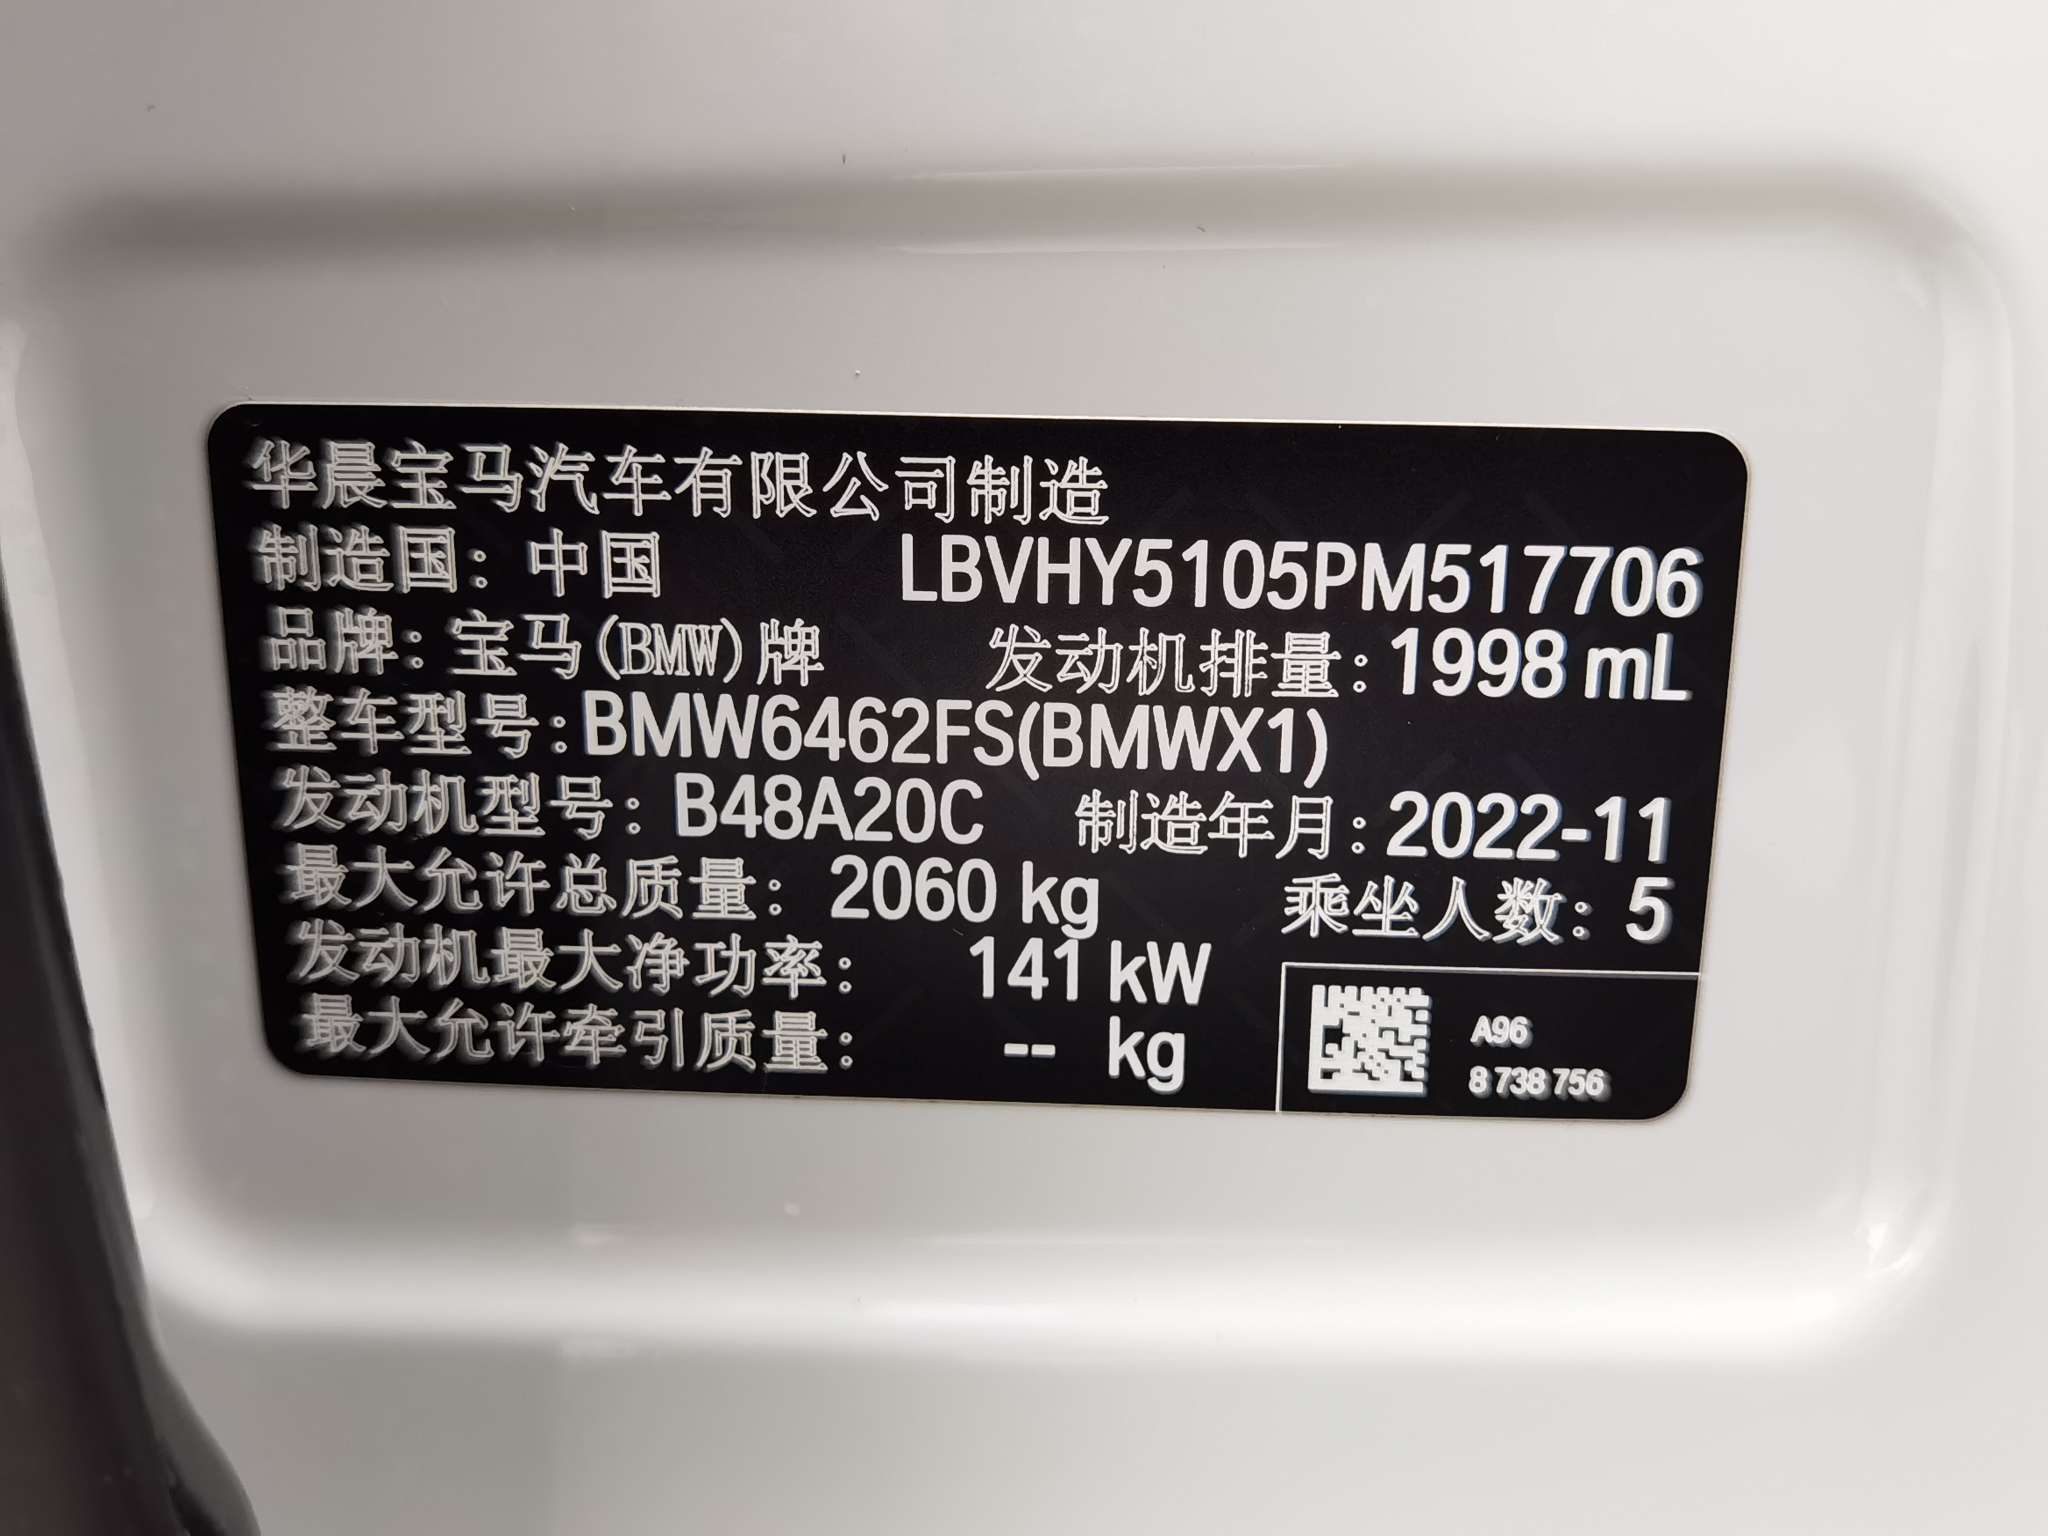 华晨宝马汽车有限公司制造
制造国：中国 LBVHY5105PM517706
品牌：宝马(BMW)牌 发动机排量：1998 mL
整车型号：BMW6462FS(BMWX1)
发动机型号：B48A20C 制造年月：2022-11
最大允许总质量：2060 kg 乘坐人数：5
发动机最大净功率：141 kW
最大允许牵引质量：-- kg
A96
8 738 756